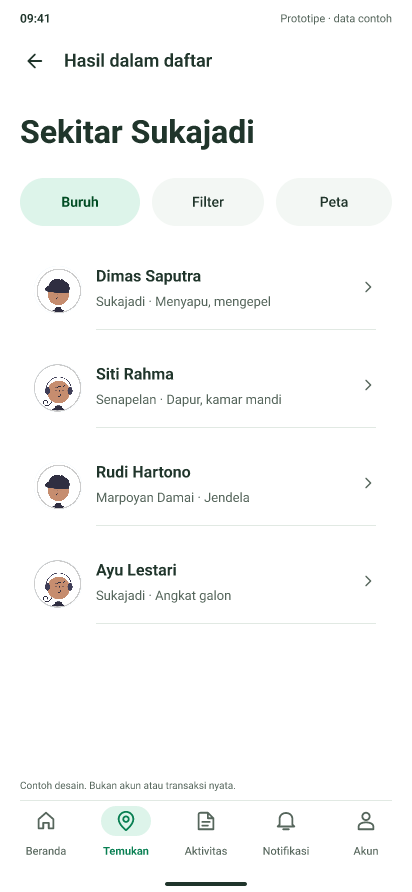 09:41
Prototipe · data contoh
Hasil dalam daftar
Sekitar Sukajadi
Buruh
Filter
Peta
Dimas Saputra
Sukajadi · Menyapu, mengepel
Siti Rahma
Senapelan · Dapur, kamar mandi
Rudi Hartono
Marpoyan Damai · Jendela
Ayu Lestari
Sukajadi · Angkat galon
Contoh desain. Bukan akun atau transaksi nyata.
Beranda
Temukan
Aktivitas
Notifikasi
Akun